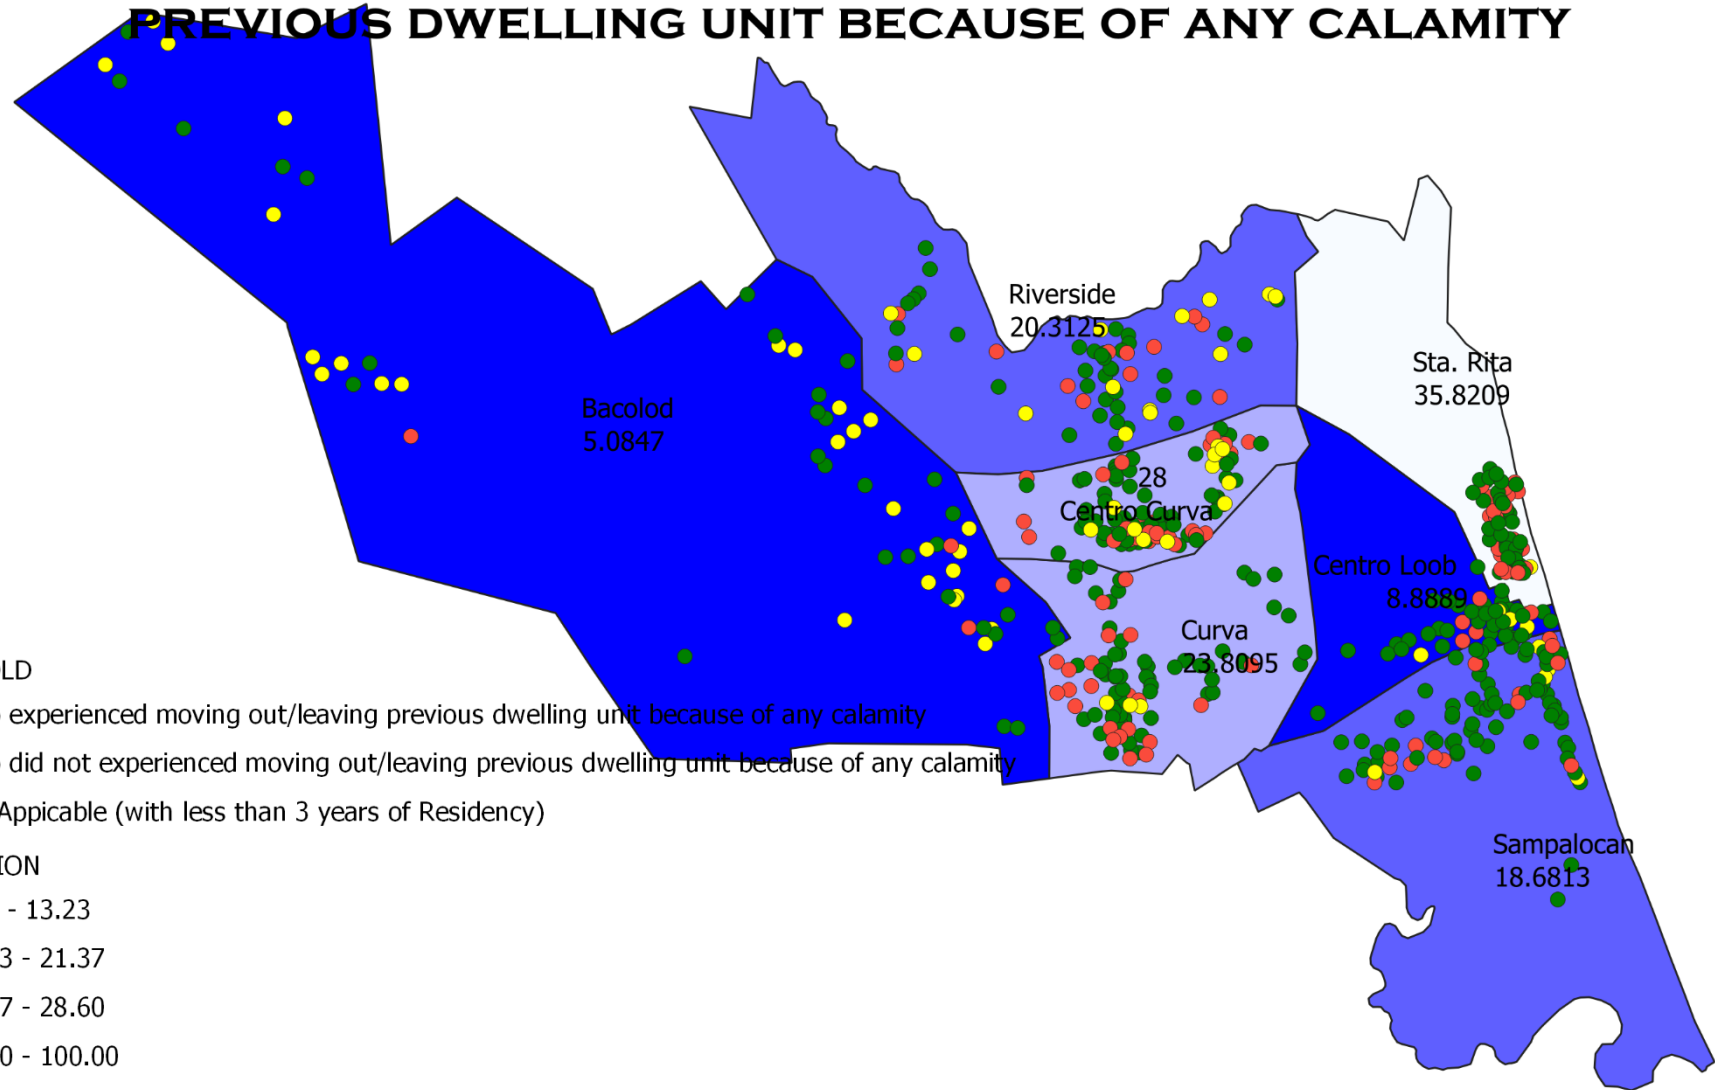 PREVIOUS DWELLING UNIT BECAUSE OF ANY CALAMITY
Riverside
20.3125
Sta. Rita
35.8209
Bacolod
5.0847
28
Centro Curva
Centro Loob
8.8889
Curva
23.8095
LD
experienced moving out/leaving previous dwelling unit because of any calamity
did not experienced moving out/leaving previous dwelling unit because of any calamity
Appicable (with less than 3 years of Residency)
Sampalocan
18.6813
ION
- 13.23
3 - 21.37
7 - 28.60
0 - 100.00